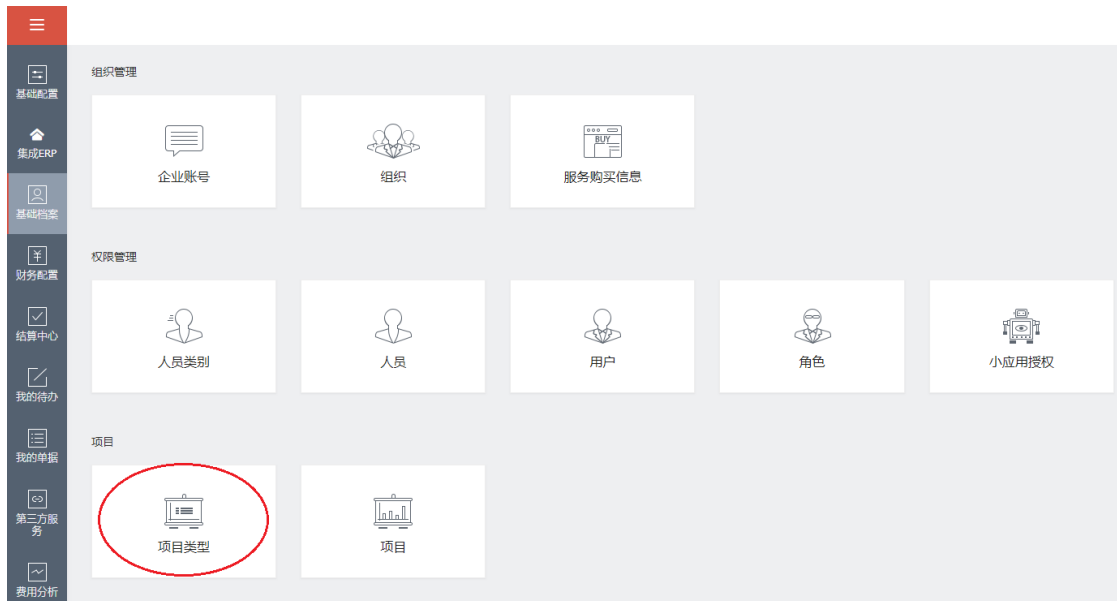 基础配置
集成ERP
基础档案
财务配置
结算中心
我的待办
我的单据
第三方服
务
费用分析
组织管理
企业账号
组织
BUY
服务购买信息
权限管理
人员类别
人员
用户
角色
小应用授权
项目
项目类型
项目